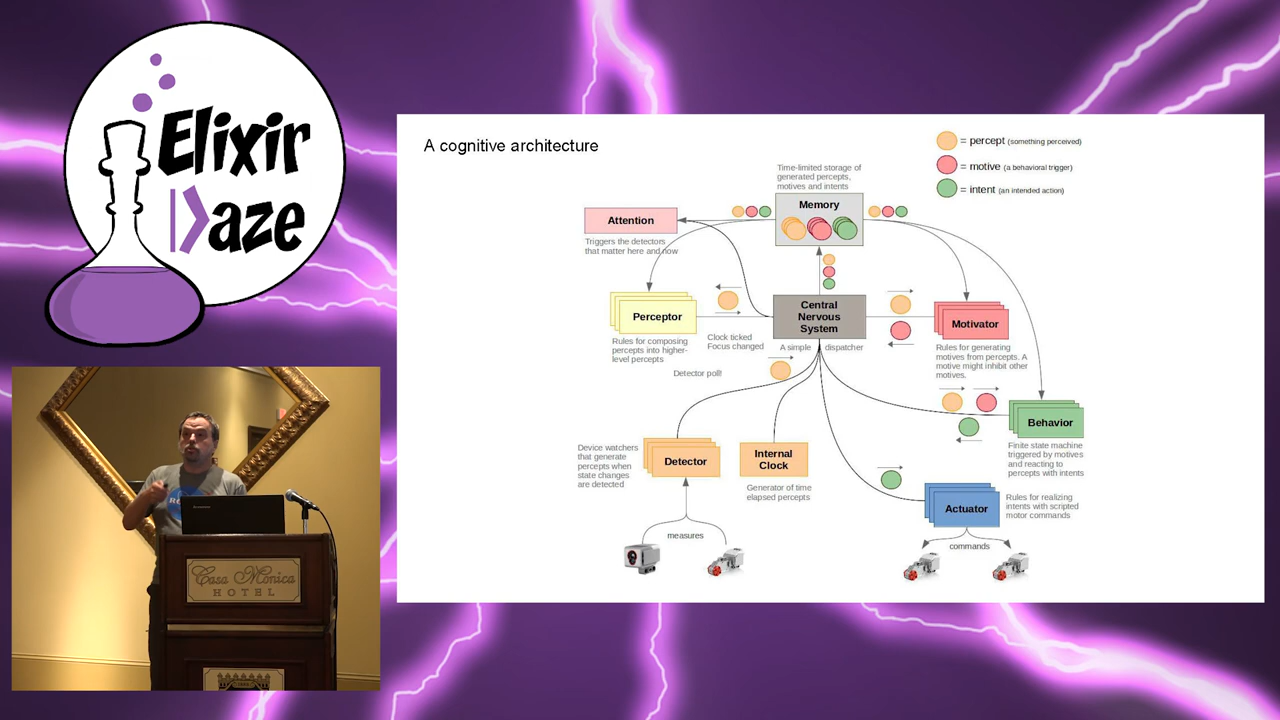 Elixir
|>aze
A cognitive architecture
= percept (something perceived)
= motive (a behavioral trigger)
= intent (an intended action)
Time-limited storage of
generated percepts,
motives and intents
Memory
Attention
Triggers the detectors
that matter here and now
Perceptor
Rules for composing
percepts into higher-
level percepts
Clock ticked
Focus changed
Detector poll!
Central
Nervous
System
A simple dispatcher
Motivator
Rules for generating
motives from percepts. A
motive might inhibit other
motives.
Behavior
Finite state machine
triggered by motives
and reacting to
percepts with intents
Device watchers
that generate
percepts when
state changes
are detected
Detector
Internal
Clock
Generator of time
elapsed percepts
Actuator
Rules for realizing
intents with scripted
motor commands
measures
commands
Casa Monica
HOTEL